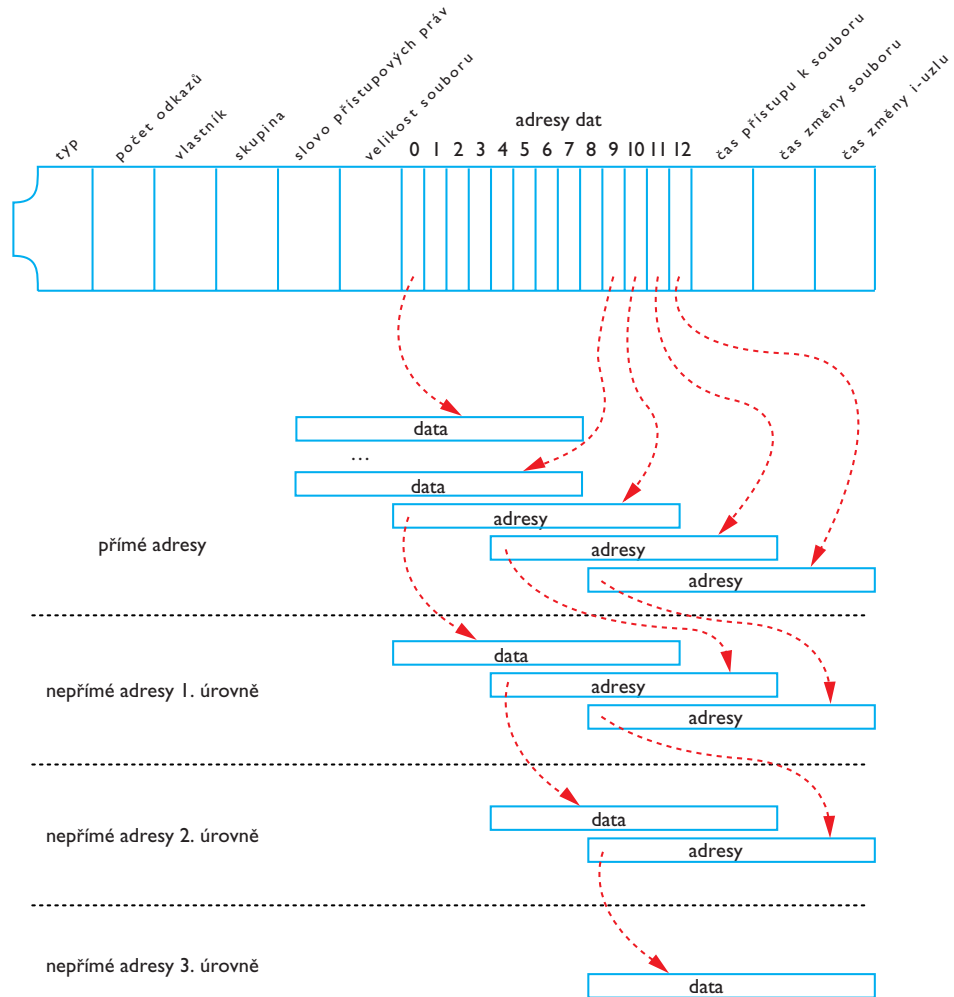 typ
počet odkazů
vlastník
skupina
slovo přístupových práv
velikost souboru
adresy dat
0 1 2 3 4 5 6 7 8 9 10 11 12
čas přístupu k souboru
čas změny souboru
čas změny i-uzlu
data
...
data
adresy
přímé adresy
adresy
adresy
data
nepřímé adresy 1. úrovně
adresy
adresy
data
nepřímé adresy 2. úrovně
adresy
nepřímé adresy 3. úrovně
data